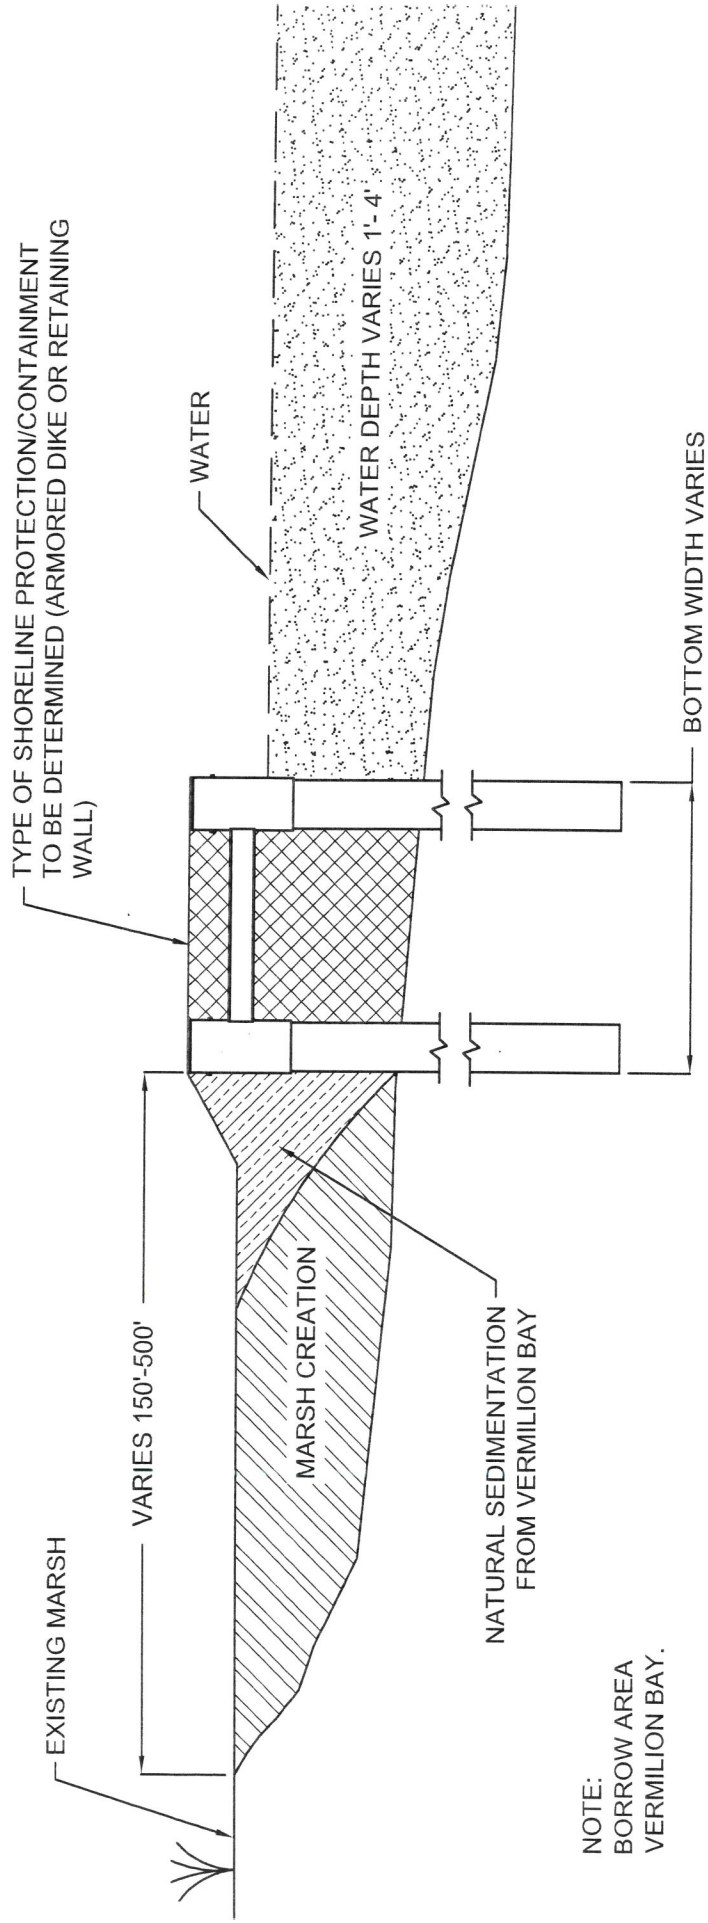 TYPE OF SHORELINE PROTECTION/CONTAINMENT
TO BE DETERMINED (ARMORED DIKE OR RETAINING
WALL)
EXISTING MARSH
VARIES 150'-500'
WATER
MARSH CREATION
WATER DEPTH VARIES 1'- 4'
NATURAL SEDIMENTATION
FROM VERMILION BAY
BOTTOM WIDTH VARIES
NOTE:
BORROW AREA
VERMILION BAY.